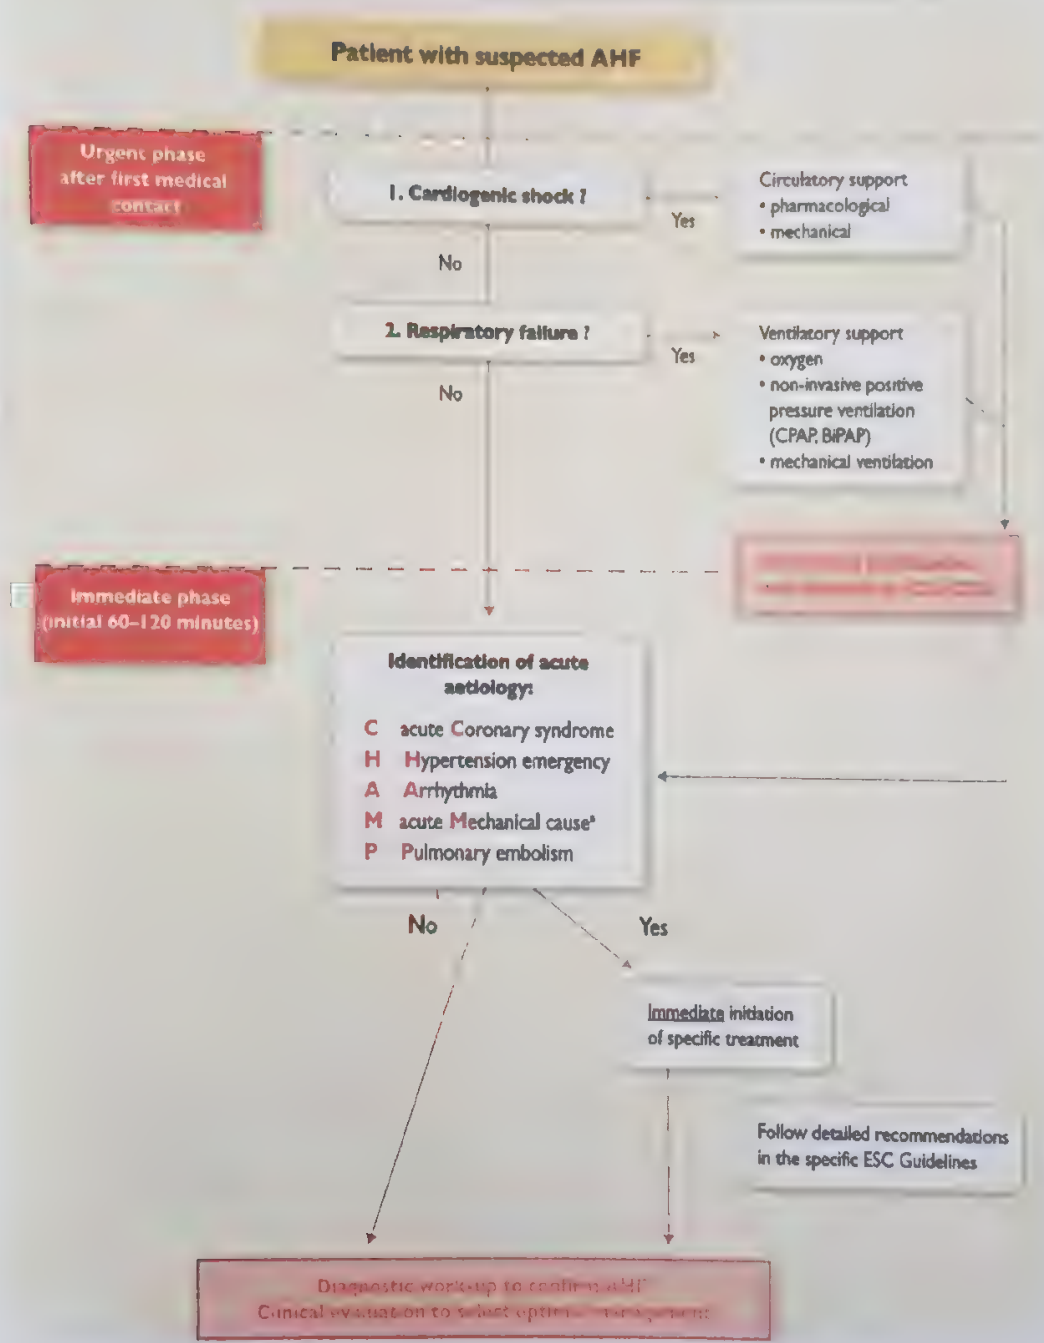 Patient with suspected AHF
Urgent phase
after first medical
contact
1. Cardiogenic shock ?
Yes
Circulatory support
• pharmacological
• mechanical
No
2. Respiratory failure ?
Yes
Ventilatory support
• oxygen
• non-invasive positive
pressure ventilation
(CPAP, BiPAP)
• mechanical ventilation
No
Immediate phase
(initial 60–120 minutes)
Identification of acute
aetiology:
C acute Coronary syndrome
H Hypertension emergency
A Arrhythmia
M acute Mechanical causeª
P Pulmonary embolism
No
Yes
Immediate initiation
of specific treatment
Follow detailed recommendations
in the specific ESC Guidelines
Diagnostic work-up to confirm AHF
Clinical evaluation to select optimal management